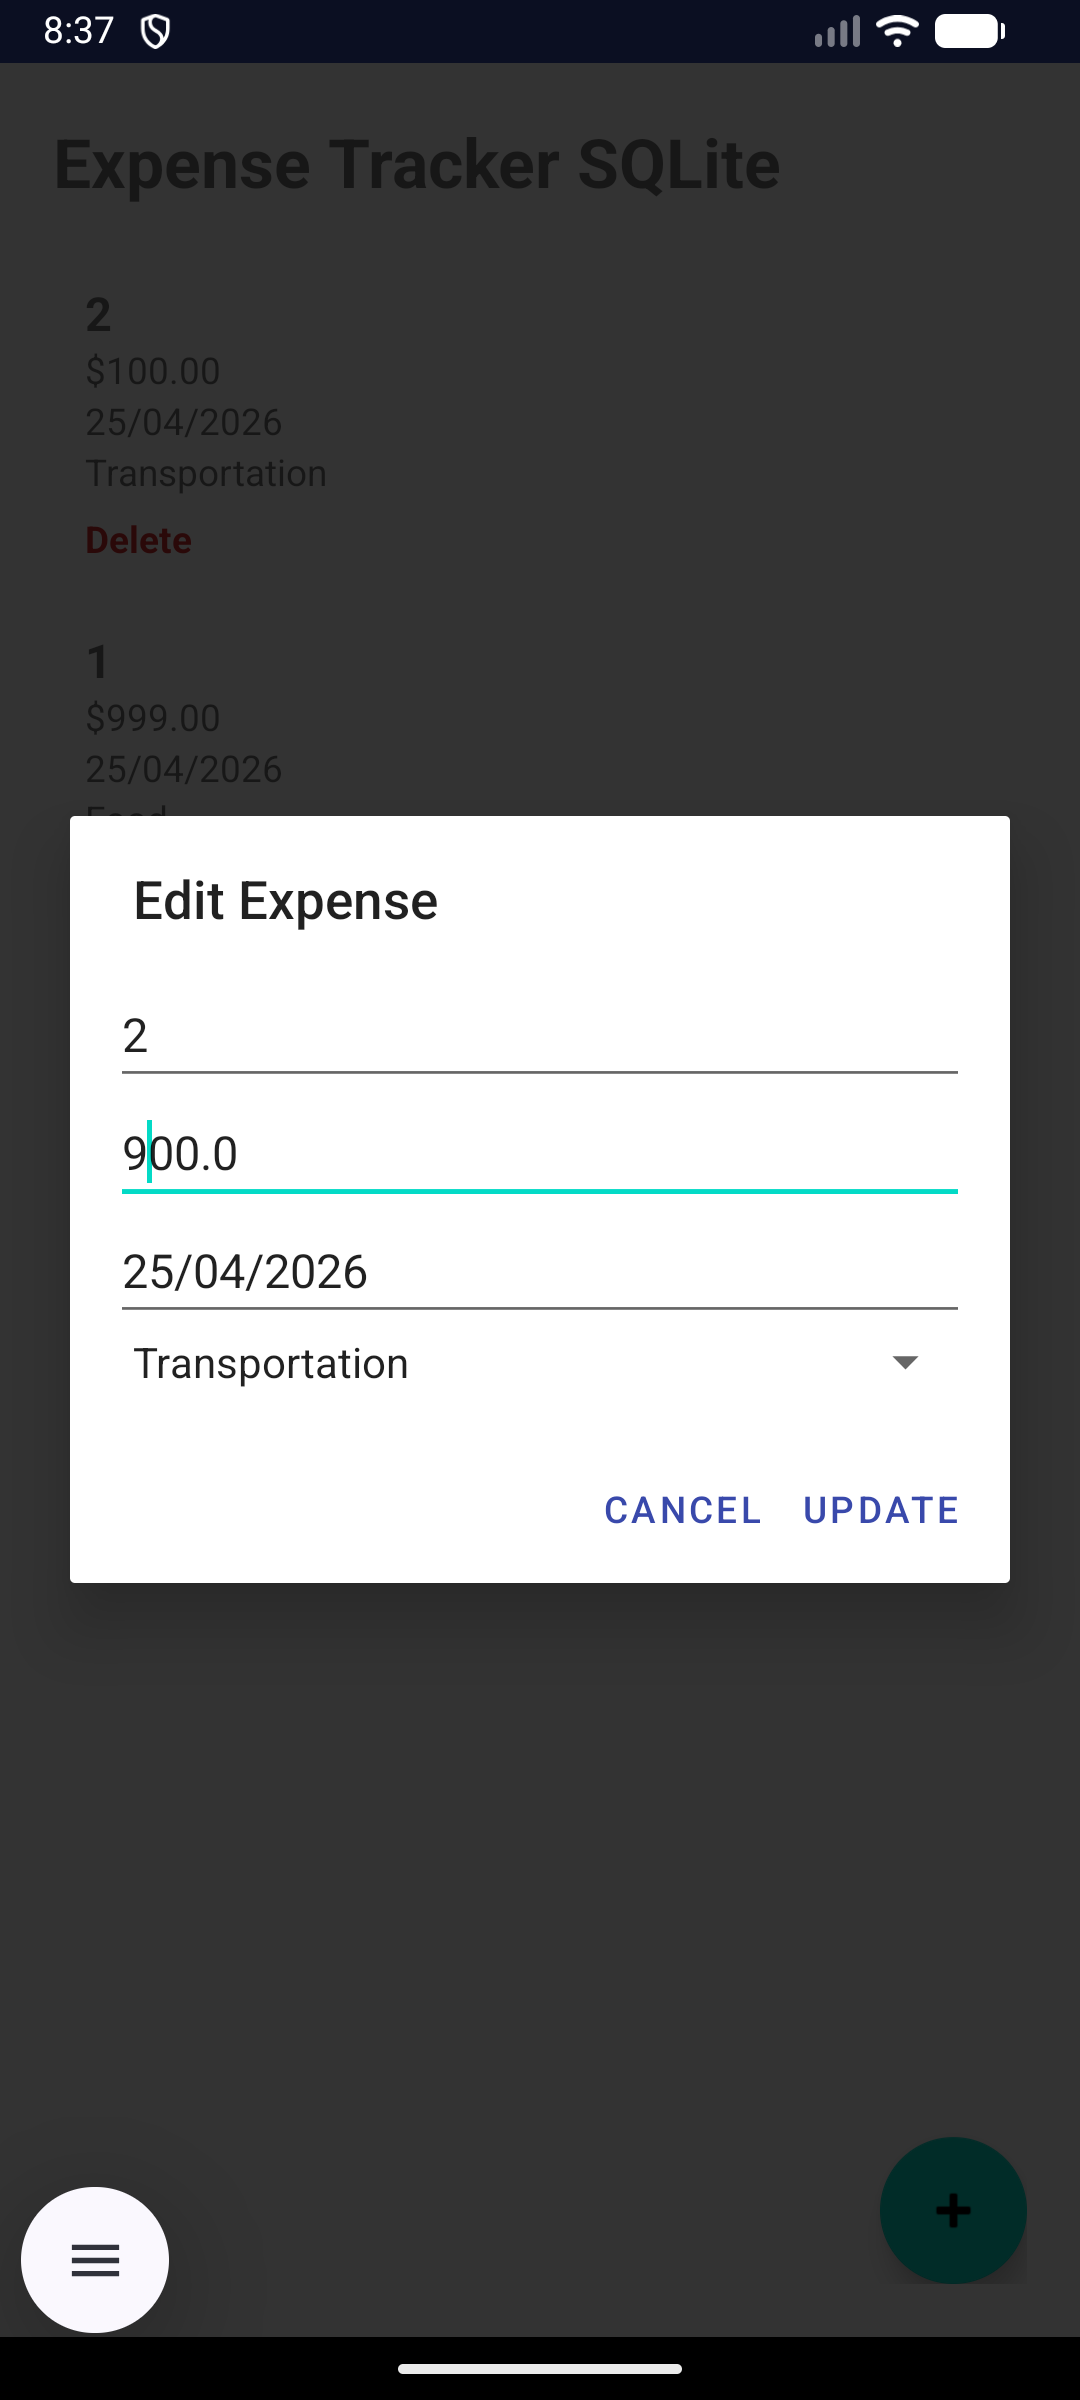 8:37
Expense Tracker SQLite
2
$100.00
25/04/2026
Transportation
Delete
1
$999.00
25/04/2026
Food
Edit Expense
2
900.0
25/04/2026
Transportation
CANCEL UPDATE